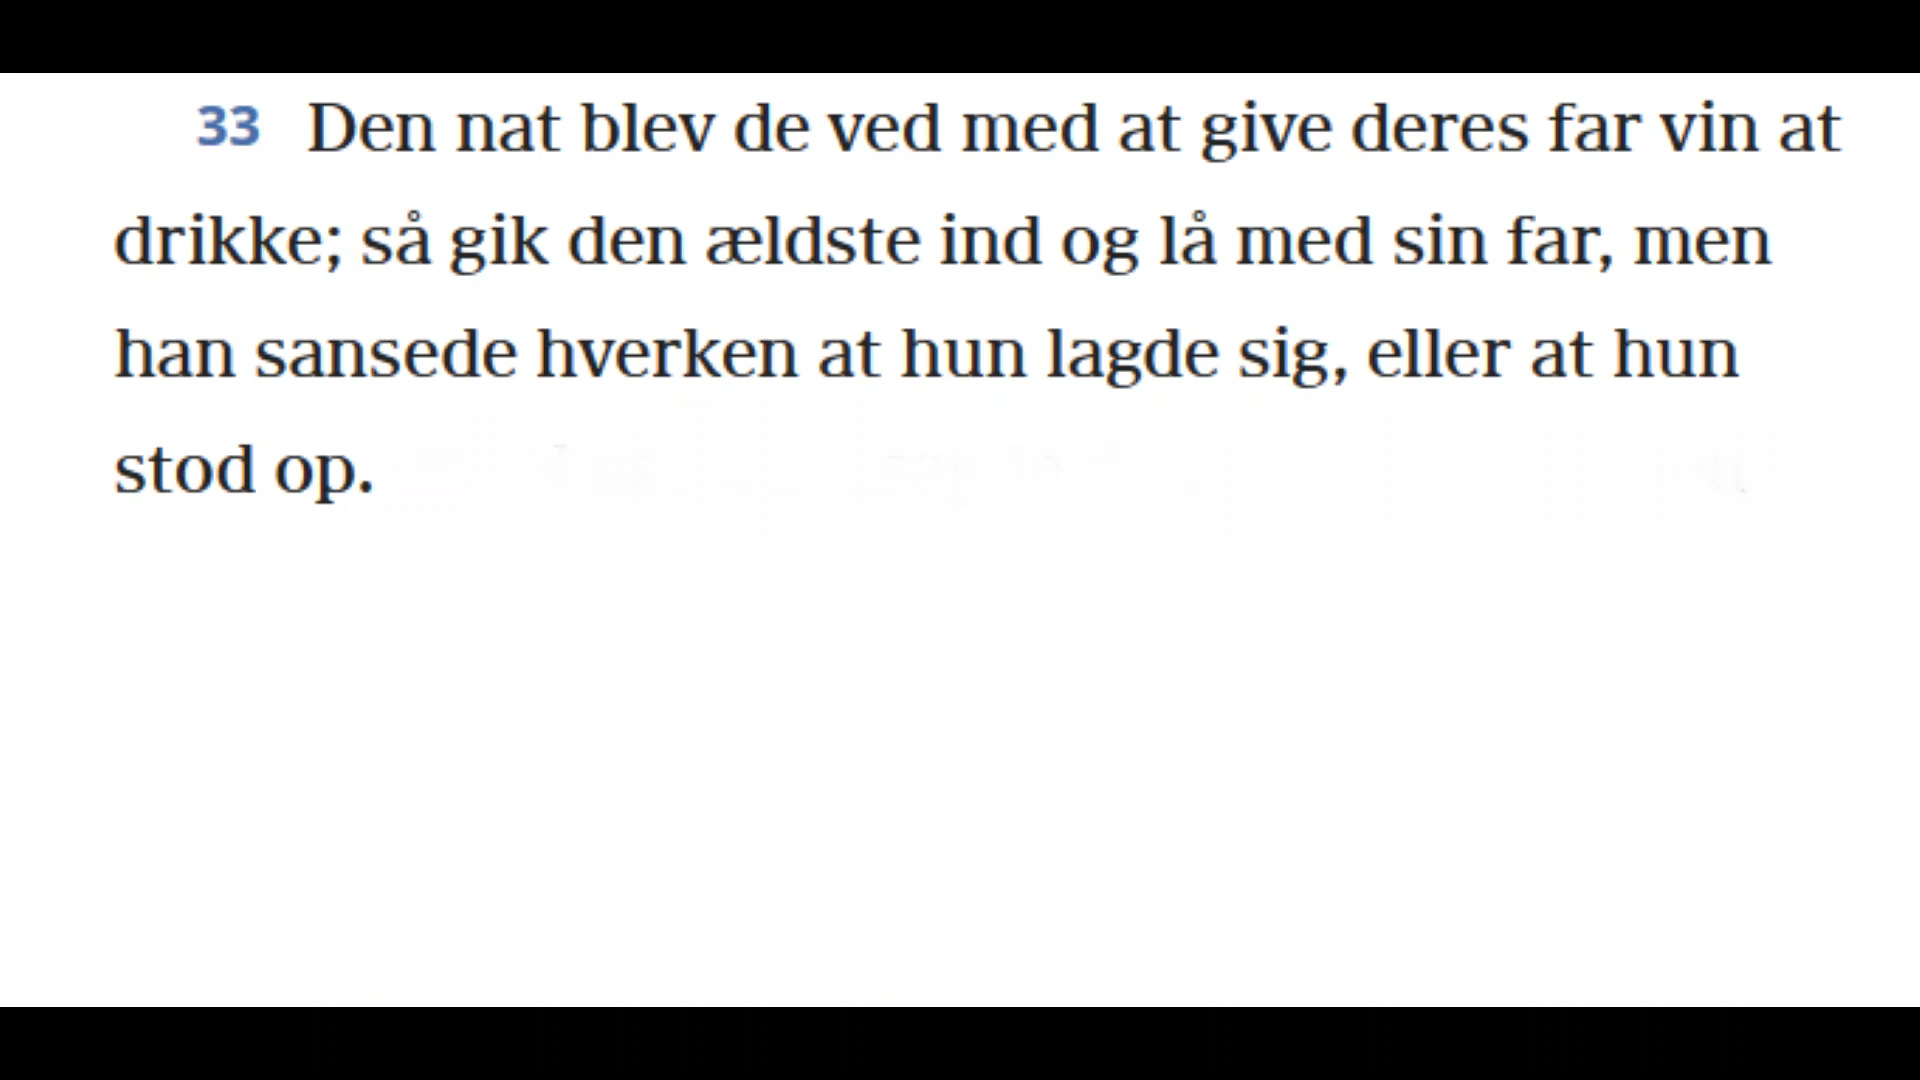 33 Den nat blev de ved med at give deres far vin at
drikke; så gik den ældste ind og lå med sin far, men
han sansede hverken at hun lagde sig, eller at hun
stod op.